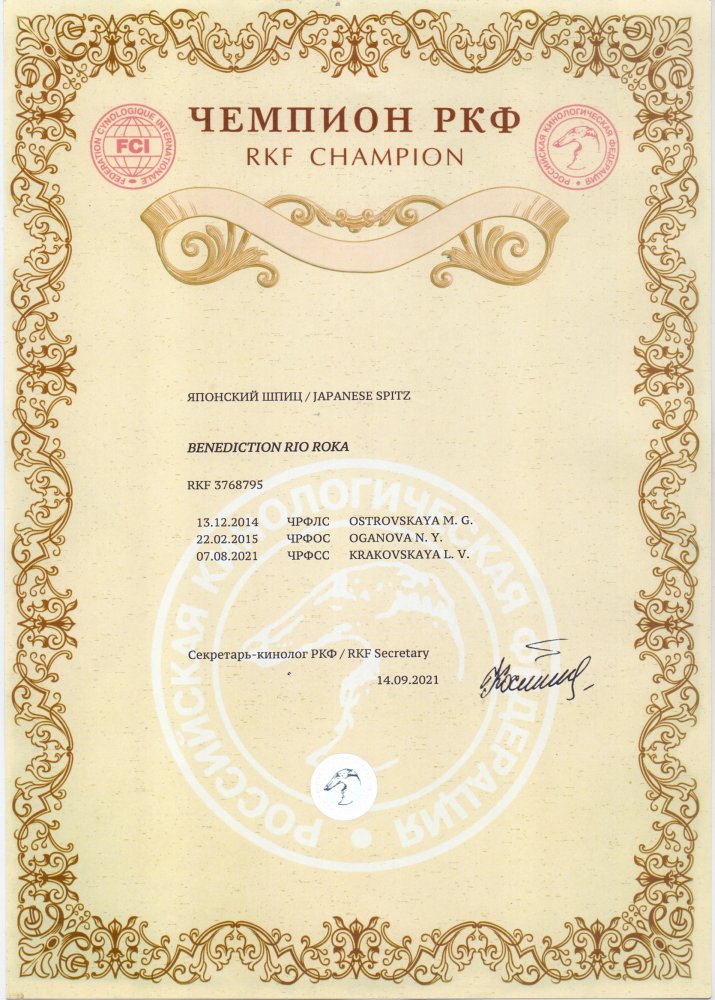 ЧЕМПИОН РКФ
RKF CHAMPION
FEDERATION CYNOLOGIQUE INTERNATIONALE
FCI
РОССИЙСКАЯ КИНОЛОГИЧЕСКАЯ ФЕДЕРАЦИЯ
ЯПОНСКИЙ ШПИЦ / JAPANESE SPITZ
BENEDICTION RIO ROKA
RKF 3768795
13.12.2014 ЧРФЛС OSTROVSKAYA M. G.
22.02.2015 ЧРФОС OGANOVA N. Y.
07.08.2021 ЧРФСС KRAKOVSKAYA L. V.
Секретарь-кинолог РКФ / RKF Secretary
14.09.2021
РОССИЙСКАЯ КИНОЛОГИЧЕСКАЯ ФЕДЕРАЦИЯ